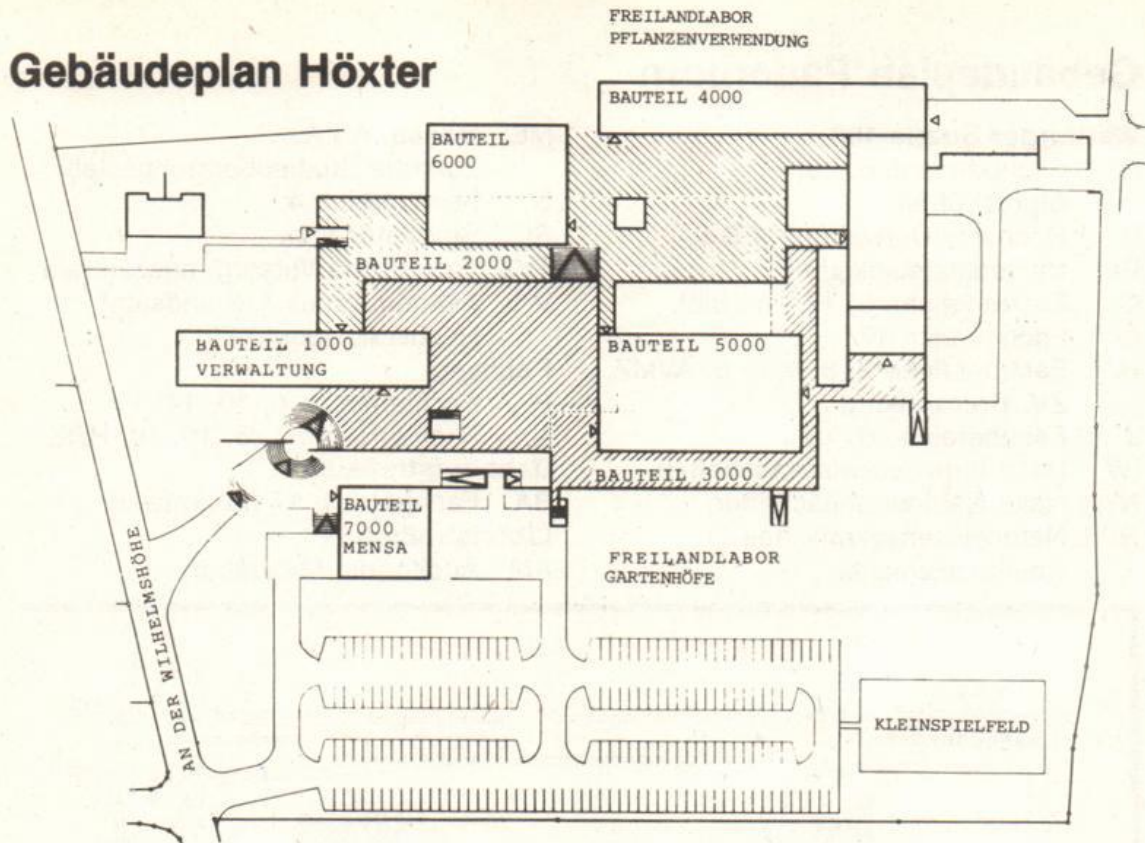 Gebäudeplan Höxter
FREILANDLABOR
PFLANZENVERWENDUNG
BAUTEIL 4000
BAUTEIL
6000
BAUTEIL 2000
BAUTEIL 1000
VERWALTUNG
BAUTEIL 5000
BAUTEIL 3000
BAUTEIL
7000
MENSA
FREILANDLABOR
GARTENHÖFE
AN DER WILHELMSHÖHE
KLEINSPIELFELD